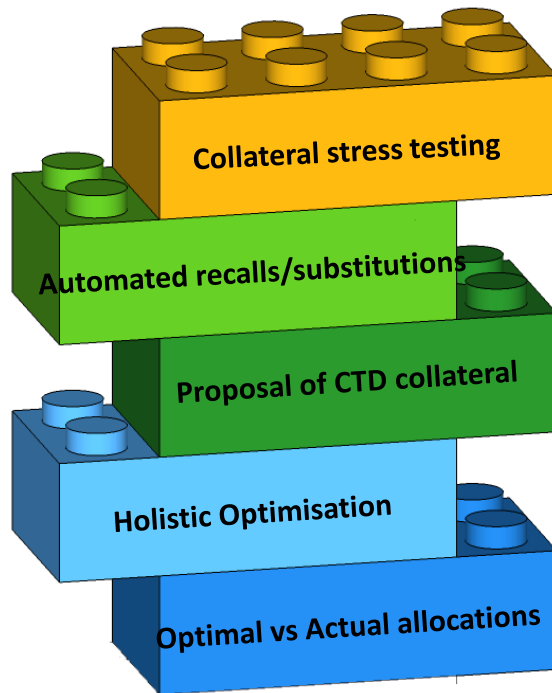 Collateral stress testing
Automated recalls/substitutions
Proposal of CTD collateral
Holistic Optimisation
Optimal vs Actual allocations